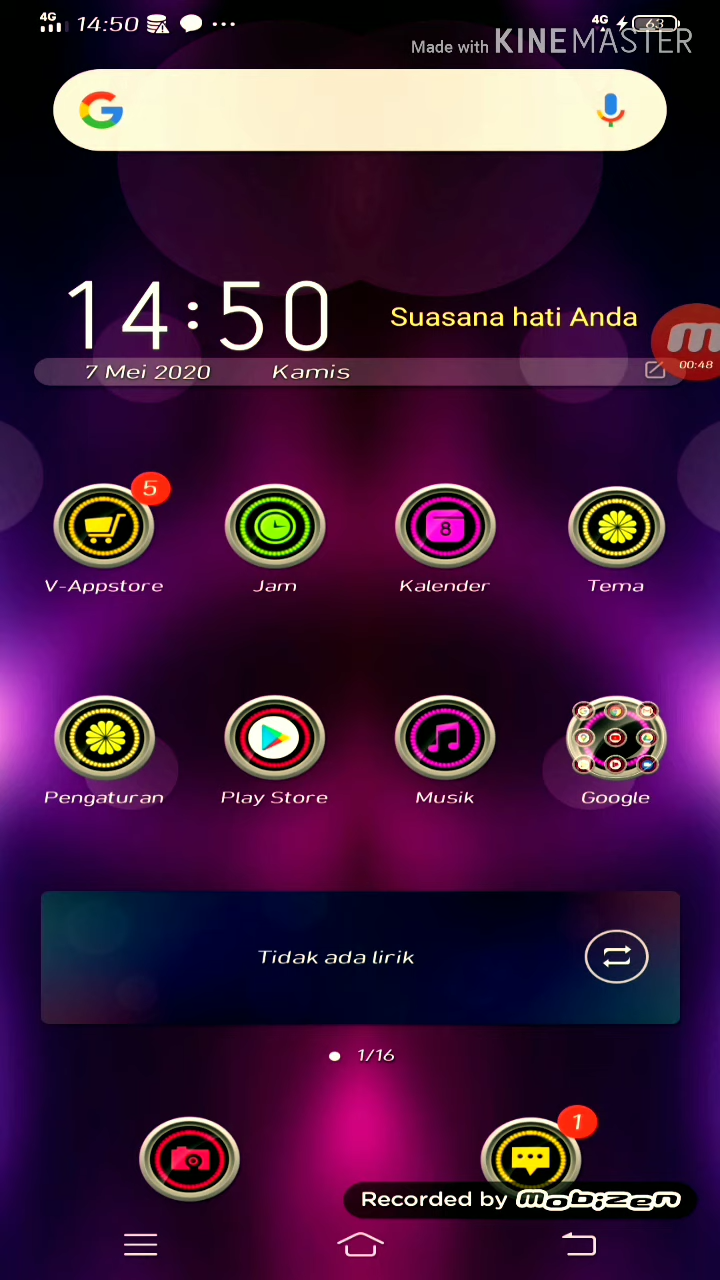 4G 14:50 ... 4G 63
Made with KINEMASTER
G
14:50
Suasana hati Anda
m
00:48
7 Mei 2020 Kamis
5
8
V-Appstore Jam Kalender Tema
Pengaturan Play Store Musik Google
Tidak ada lirik
1/16
1
Recorded by mobizen